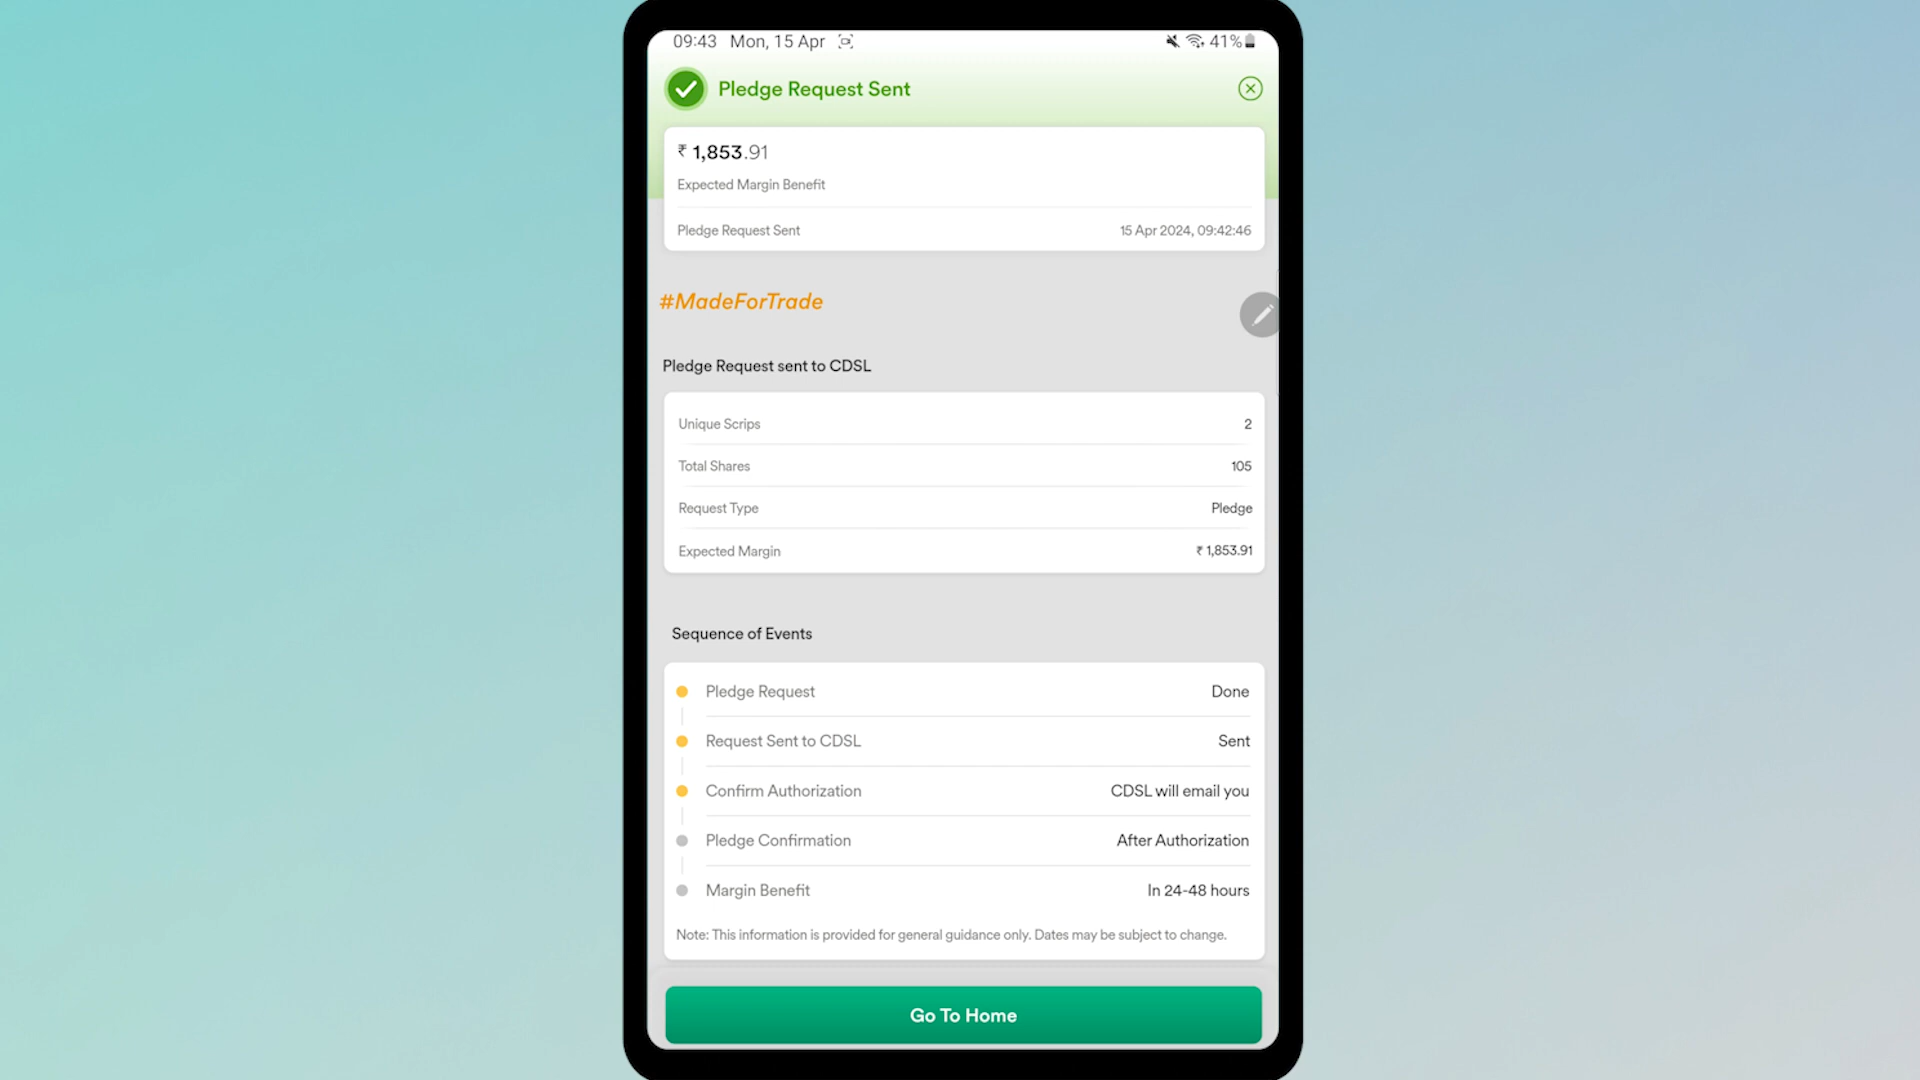 09:43 Mon, 15 Apr 41%
Pledge Request Sent
₹ 1,853.91
Expected Margin Benefit
Pledge Request Sent 15 Apr 2024, 09:42:46
#MadeForTrade
Pledge Request sent to CDSL
Unique Scrips 2
Total Shares 105
Request Type Pledge
Expected Margin ₹ 1,853.91
Sequence of Events
Pledge Request Done
Request Sent to CDSL Sent
Confirm Authorization CDSL will email you
Pledge Confirmation After Authorization
Margin Benefit In 24-48 hours
Note: This information is provided for general guidance only. Dates may be subject to change.
Go To Home